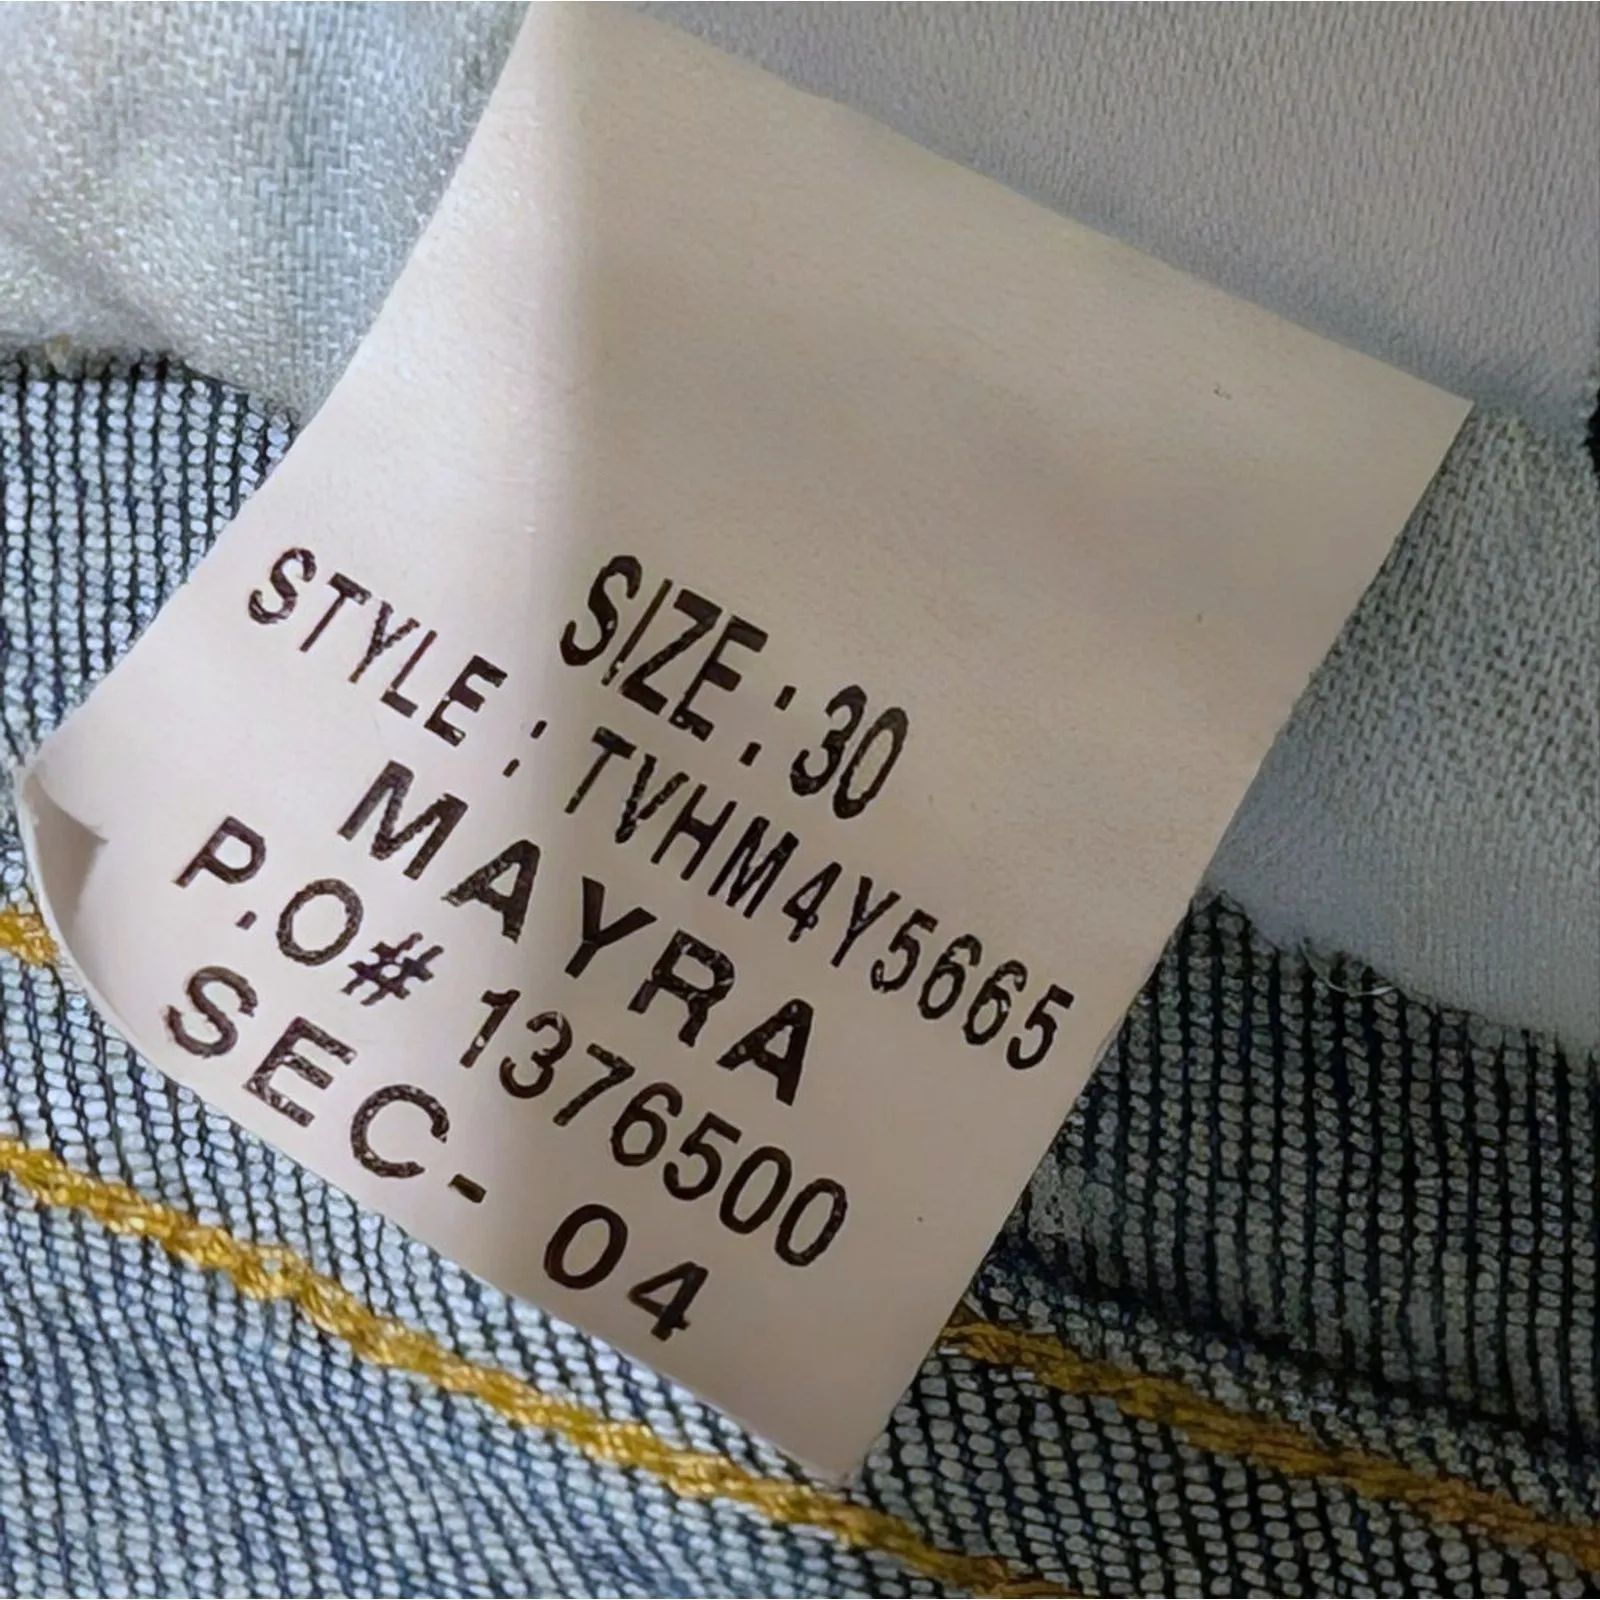 SIZE : 30
STYLE : TVHM4Y5665
MAYRA
P.O# 1376500
SEC- 04